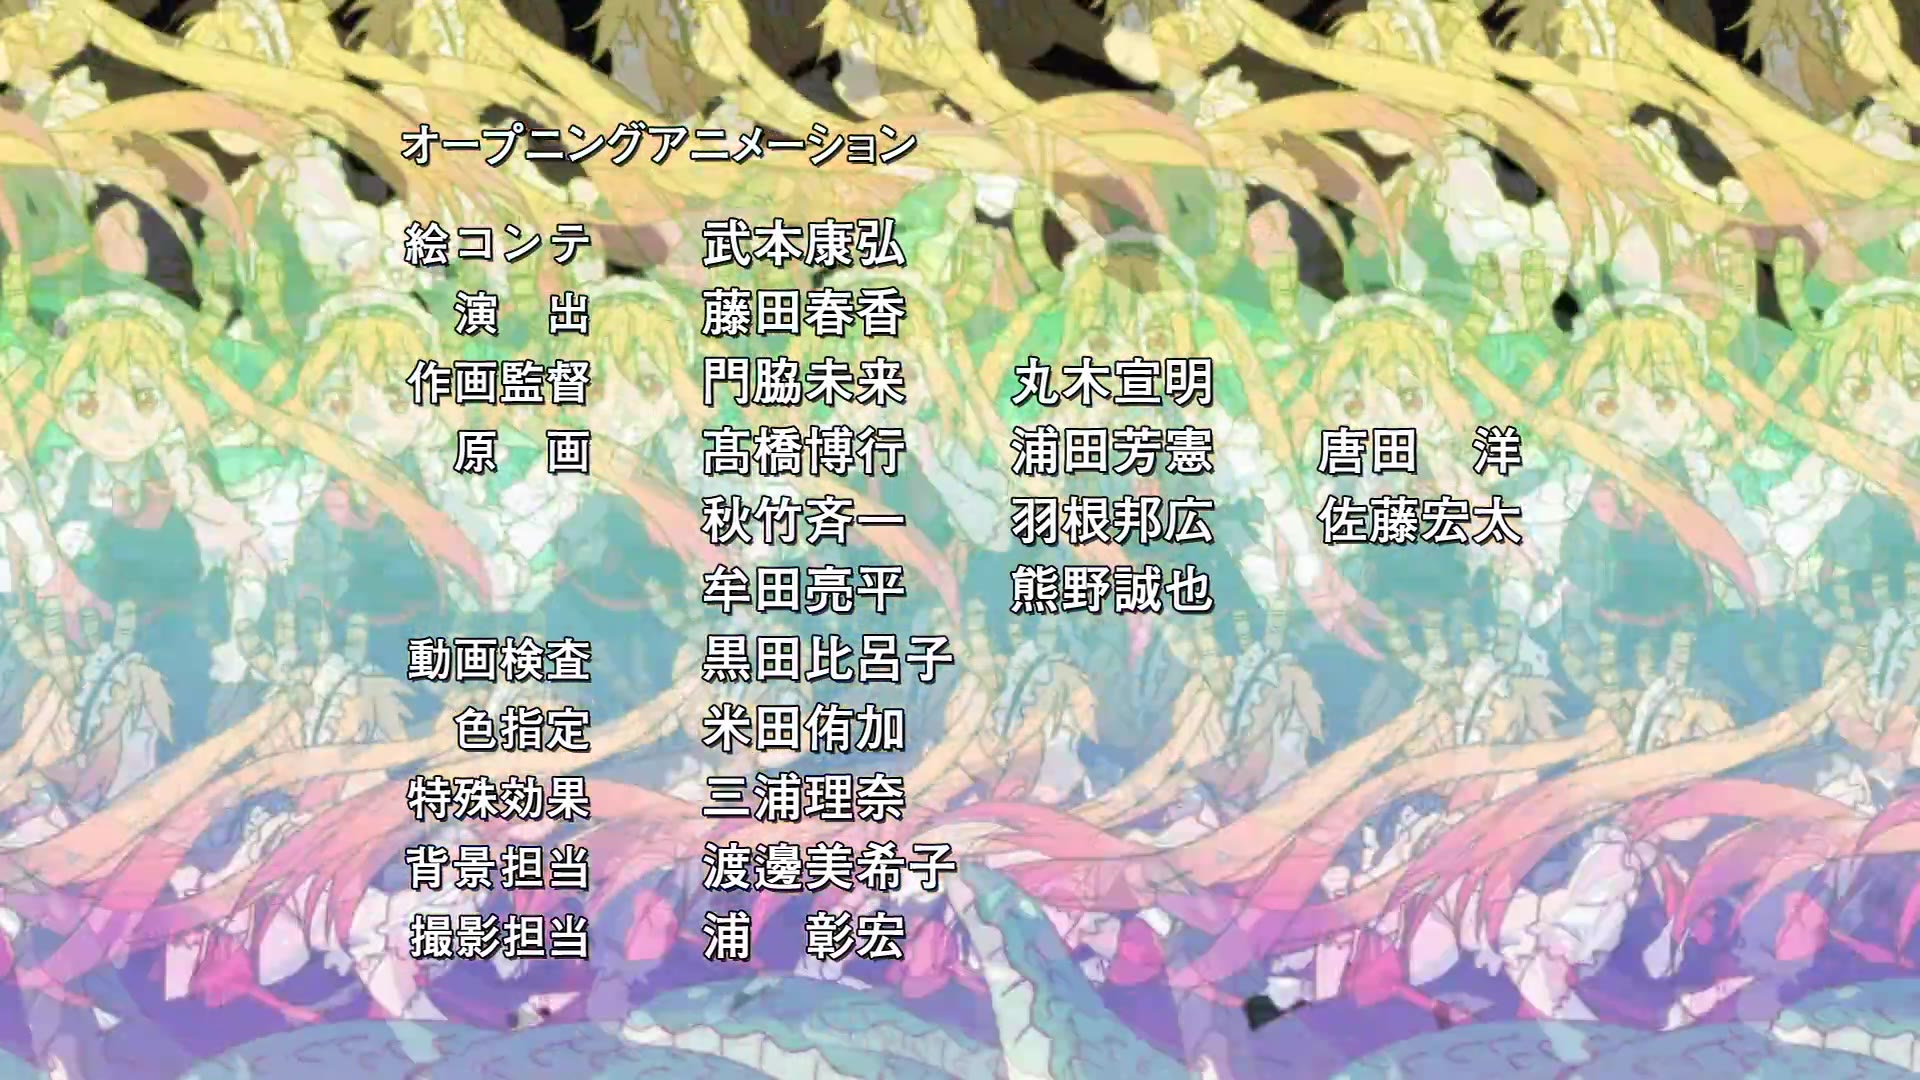 オープニングアニメーション
絵コンテ 武本康弘
演 出 藤田春香
作画監督 門脇未来 丸木宣明
原 画 髙橋博行 浦田芳憲 唐田 洋
秋竹斉一 羽根邦広 佐藤宏太
牟田亮平 熊野誠也
動画検査 黒田比呂子
色指定 米田侑加
特殊効果 三浦理奈
背景担当 渡邊美希子
撮影担当 浦 彰宏